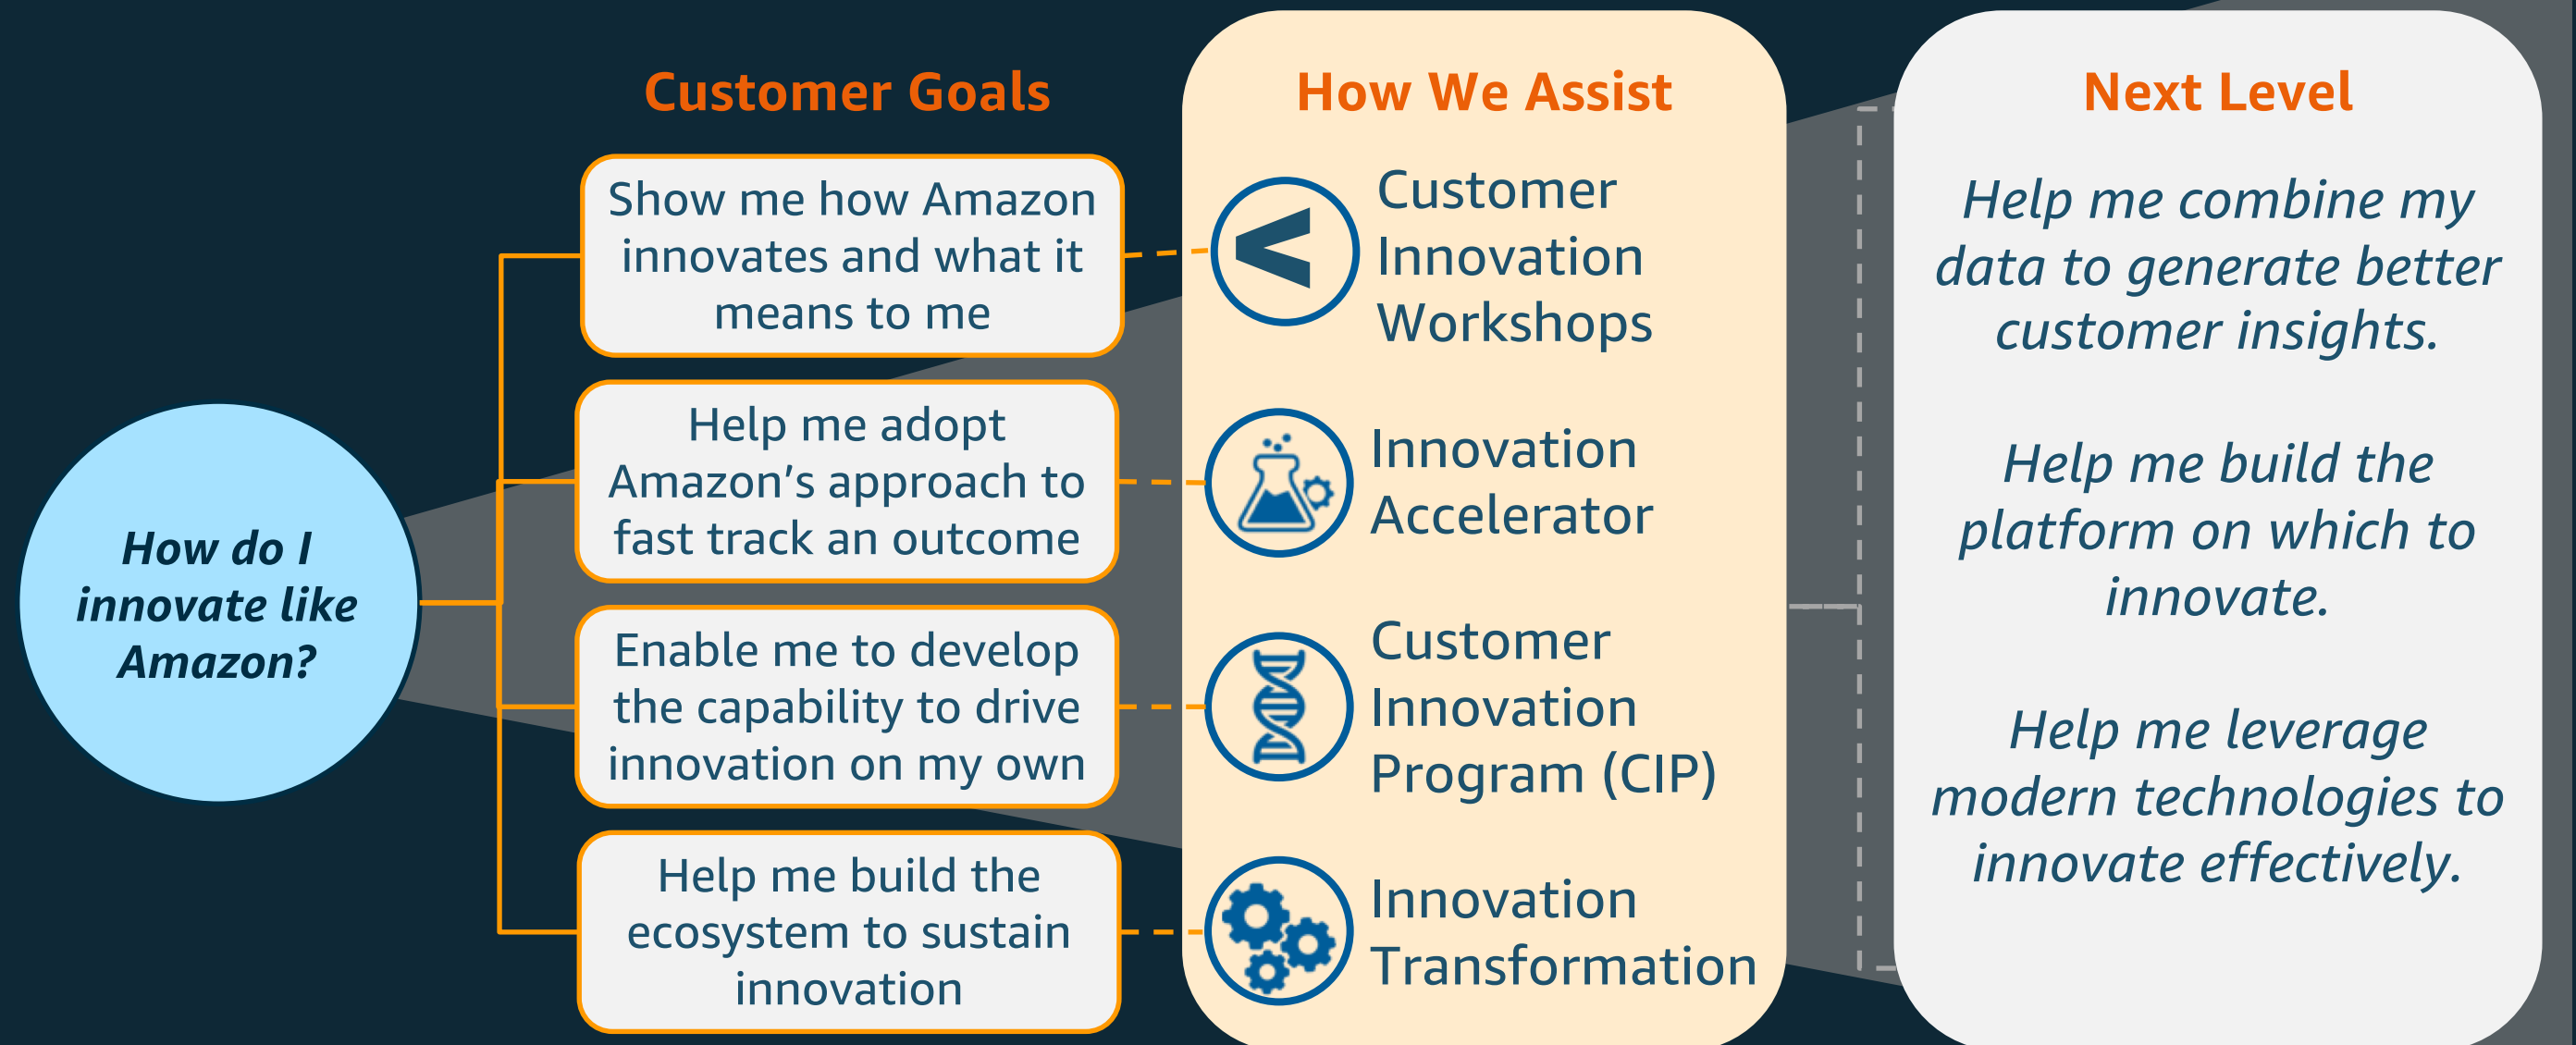 How do I
innovate like
Amazon?
Customer Goals
Show me how Amazon
innovates and what it
means to me
Help me adopt
Amazon’s approach to
fast track an outcome
Enable me to develop
the capability to drive
innovation on my own
Help me build the
ecosystem to sustain
innovation
How We Assist
Customer
Innovation
Workshops
Innovation
Accelerator
Customer
Innovation
Program (CIP)
Innovation
Transformation
Next Level
Help me combine my
data to generate better
customer insights.
Help me build the
platform on which to
innovate.
Help me leverage
modern technologies to
innovate effectively.